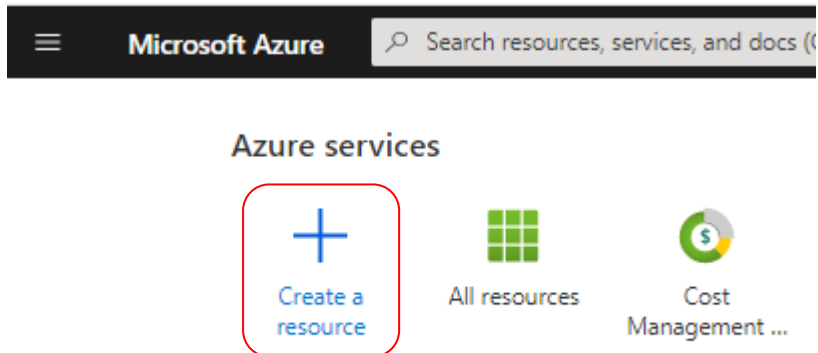 Microsoft Azure
Search resources, services, and docs (
Azure services
$
Create a
resource
All resources
Cost
Management ...